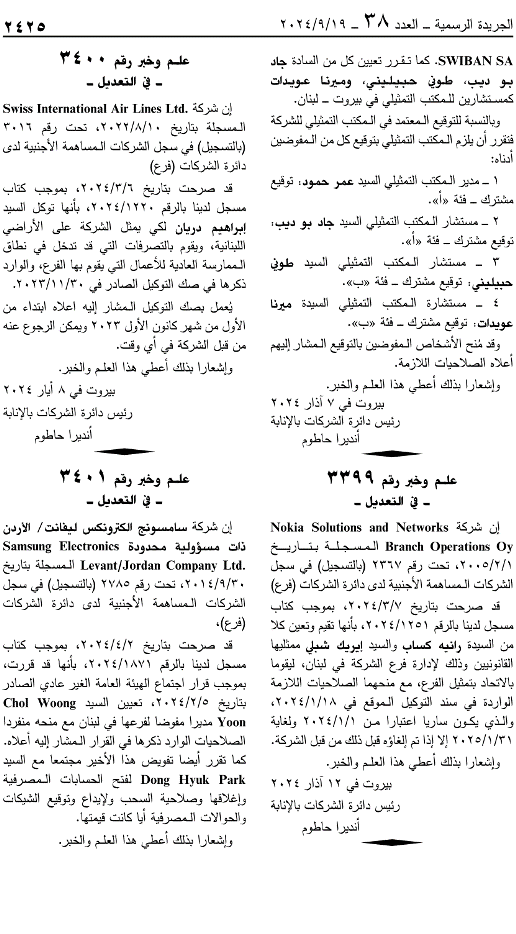 الجريدة الرسمية ــ العدد ٣٨ ــ ٢٠٢٤/٩/١٩
٢٤٢٥
SWIBAN SA. كما تقرر تعيين كل من السادة جاد
بو ديب، طوني حبيليني، وميرنا عويدات
كمستشارين للمكتب التمثيلي في بيروت ــ لبنان.
وبالنسبة للتوقيع المعتمد في المكتب التمثيلي للشركة
فتقرر أن يلزم المكتب التمثيلي بتوقيع كل من المفوضين
أدناه:
١ ــ مدير المكتب التمثيلي السيد عمر حمود: توقيع
مشترك ــ فئة «أ».
٢ ــ مستشار المكتب التمثيلي السيد جاد بو ديب:
توقيع مشترك ــ فئة «أ».
٣ ــ مستشار المكتب التمثيلي السيد طوني
حبيليني: توقيع مشترك ــ فئة «ب».
٤ ــ مستشارة المكتب التمثيلي السيدة ميرنا
عويدات: توقيع مشترك ــ فئة «ب».
وقد مُنح الأشخاص المفوضين بالتوقيع المشار إليهم
أعلاه الصلاحيات اللازمة.
وإشعارا بذلك أعطي هذا العلم والخبر.
بيروت في ٧ آذار ٢٠٢٤
رئيس دائرة الشركات بالإنابة
أنديرا حاطوم
علم وخبر رقم ٣٣٩٩
ــ في التعديل ــ
إن شركة Nokia Solutions and Networks
Branch Operations Oy المسجلة بتاريخ
٢٠٠٥/٢/١، تحت رقم ٢٣٦٧ (بالتسجيل) في سجل
الشركات المساهمة الأجنبية لدى دائرة الشركات (فرع)
قد صرحت بتاريخ ٢٠٢٤/٣/٧، بموجب كتاب
مسجل لدينا بالرقم ٢٠٢٤/١٢٥١، بأنها تقيم وتعين كلا
من السيدة رانيه كساب والسيد إيريك شبلي ممثليها
القانونيين وذلك لإدارة فرع الشركة في لبنان، ليقوما
بالاتحاد بتمثيل الفرع، مع منحهما الصلاحيات اللازمة
الواردة في سند التوكيل الموقع في ٢٠٢٤/١/١٨،
والذي يكون ساريا اعتبارا من ٢٠٢٤/١/١ ولغاية
٢٠٢٥/١/٣١ إلا إذا تم إلغاؤه قبل ذلك من قبل الشركة.
وإشعارا بذلك أعطي هذا العلم والخبر.
بيروت في ١٢ آذار ٢٠٢٤
رئيس دائرة الشركات بالإنابة
أنديرا حاطوم
علم وخبر رقم ٣٤٠٠
ــ في التعديل ــ
إن شركة Swiss International Air Lines Ltd.
المسجلة بتاريخ ٢٠٢٢/٨/١٠، تحت رقم ٣٠١٦
(بالتسجيل) في سجل الشركات المساهمة الأجنبية لدى
دائرة الشركات (فرع)
قد صرحت بتاريخ ٢٠٢٤/٣/٦، بموجب كتاب
مسجل لدينا بالرقم ٢٠٢٤/١٢٢٠، بأنها توكل السيد
إبراهيم دريان لكي يمثل الشركة على الأراضي
اللبنانية، ويقوم بالتصرفات التي قد تدخل في نطاق
الممارسة العادية للأعمال التي يقوم بها الفرع، والوارد
ذكرها في صك التوكيل الصادر في ٢٠٢٣/١١/٣٠.
يُعمل بصك التوكيل المشار إليه اعلاه ابتداء من
الأول من شهر كانون الأول ٢٠٢٣ ويمكن الرجوع عنه
من قبل الشركة في أي وقت.
وإشعارا بذلك أعطي هذا العلم والخبر.
بيروت في ٨ أيار ٢٠٢٤
رئيس دائرة الشركات بالإنابة
أنديرا حاطوم
علم وخبر رقم ٣٤٠١
ــ في التعديل ــ
إن شركة سامسونج الكترونكس ليفانت/ الأردن
ذات مسؤولية محدودة Samsung Electronics
Levant/Jordan Company Ltd. المسجلة بتاريخ
٢٠١٤/٩/٣٠، تحت رقم ٢٧٨٥ (بالتسجيل) في سجل
الشركات المساهمة الأجنبية لدى دائرة الشركات
(فرع)،
قد صرحت بتاريخ ٢٠٢٤/٤/٢، بموجب كتاب
مسجل لدينا بالرقم ٢٠٢٤/١٨٧١، بأنها قد قررت،
بموجب قرار اجتماع الهيئة العامة الغير عادي الصادر
بتاريخ ٢٠٢٤/٢/٥، تعيين السيد Chol Woong
Yoon مديرا مفوضا لفرعها في لبنان مع منحه منفردا
الصلاحيات الوارد ذكرها في القرار المشار إليه أعلاه.
كما تقرر أيضا تفويض هذا الأخير مجتمعا مع السيد
Dong Hyuk Park لفتح الحسابات المصرفية
وإغلاقها وصلاحية السحب والإيداع وتوقيع الشيكات
والحوالات المصرفية أيا كانت قيمتها.
وإشعارا بذلك أعطي هذا العلم والخبر.